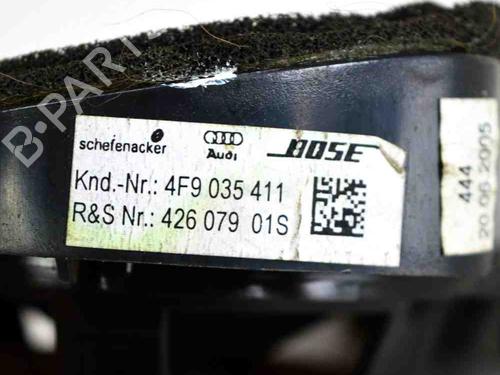 B-PARTS
schefenacker Audi BOSE
Knd.-Nr.: 4F9 035 411
R&S Nr.: 426 079 01S
444
20.06.2005